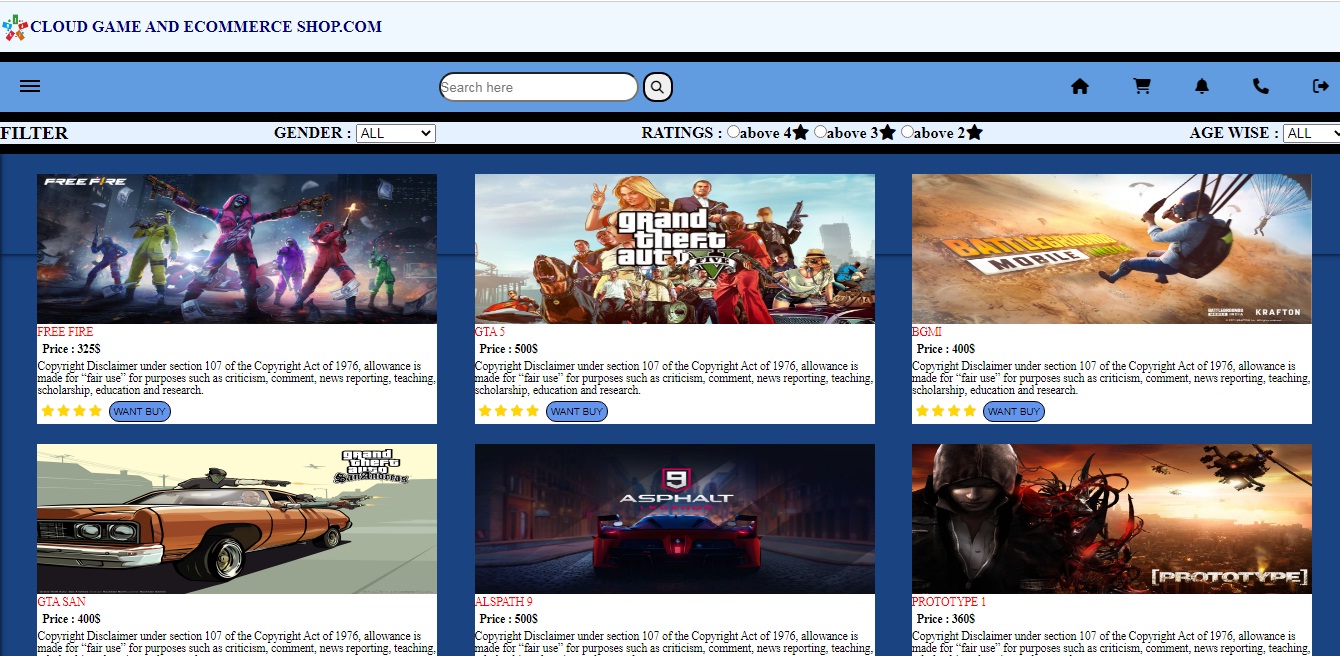 CLOUD GAME AND ECOMMERCE SHOP.COM
Search here
FILTER GENDER : ALL RATINGS : above 4 above 3 above 2 AGE WISE : ALL
FREE FIRE
FREE FIRE
Price : 325$
Copyright Disclaimer under section 107 of the Copyright Act of 1976, allowance is
made for “fair use” for purposes such as criticism, comment, news reporting, teaching,
scholarship, education and research.
WANT BUY
grand
theft
auto
FIVE
GTA 5
Price : 500$
Copyright Disclaimer under section 107 of the Copyright Act of 1976, allowance is
made for “fair use” for purposes such as criticism, comment, news reporting, teaching,
scholarship, education and research.
WANT BUY
BATTLEGROUNDS
MOBILE INDIA
KRAFTON
BGMI
Price : 400$
Copyright Disclaimer under section 107 of the Copyright Act of 1976, allowance is
made for “fair use” for purposes such as criticism, comment, news reporting, teaching,
scholarship, education and research.
WANT BUY
grand
theft
auto
San Andreas
GTA SAN
Price : 400$
Copyright Disclaimer under section 107 of the Copyright Act of 1976, allowance is
made for “fair use” for purposes such as criticism, comment, news reporting, teaching,
9
ASPHALT
LEGENDS
ALSPATH 9
Price : 500$
Copyright Disclaimer under section 107 of the Copyright Act of 1976, allowance is
made for “fair use” for purposes such as criticism, comment, news reporting, teaching,
[PROTOTYPE]
PROTOTYPE 1
Price : 360$
Copyright Disclaimer under section 107 of the Copyright Act of 1976, allowance is
made for “fair use” for purposes such as criticism, comment, news reporting, teaching,